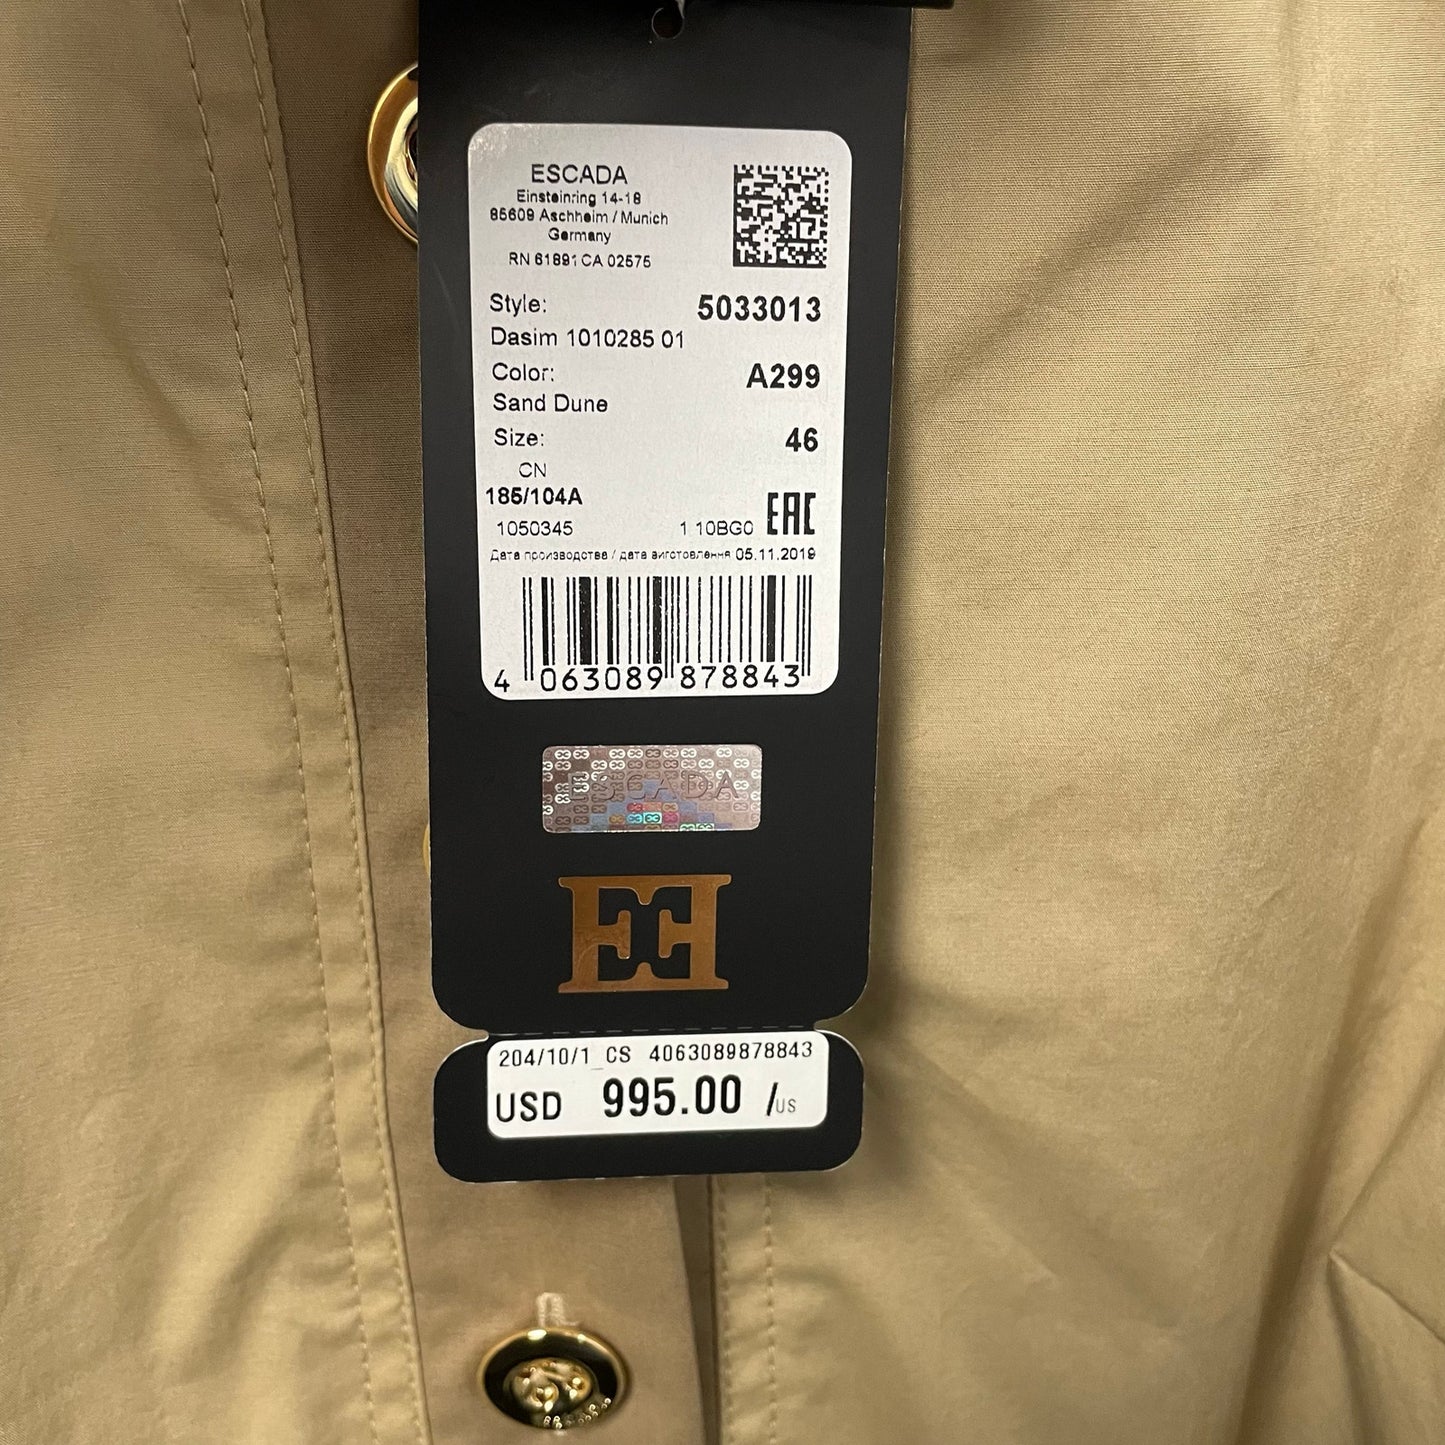 ESCADA
Einsteinring 14-18
85609 Aschheim / Munich
Germany
RN 61891 CA 02575
Style: 5033013
Dasim 1010285 01
Color: A299
Sand Dune
Size: 46
CN
185/104A
1050345 1 10BG0 EAC
Дата производства / дата виготовлення 05.11.2019
4 063089 878843
ESCADA
204/10/1_CS 4063089878843
USD 995.00 /US